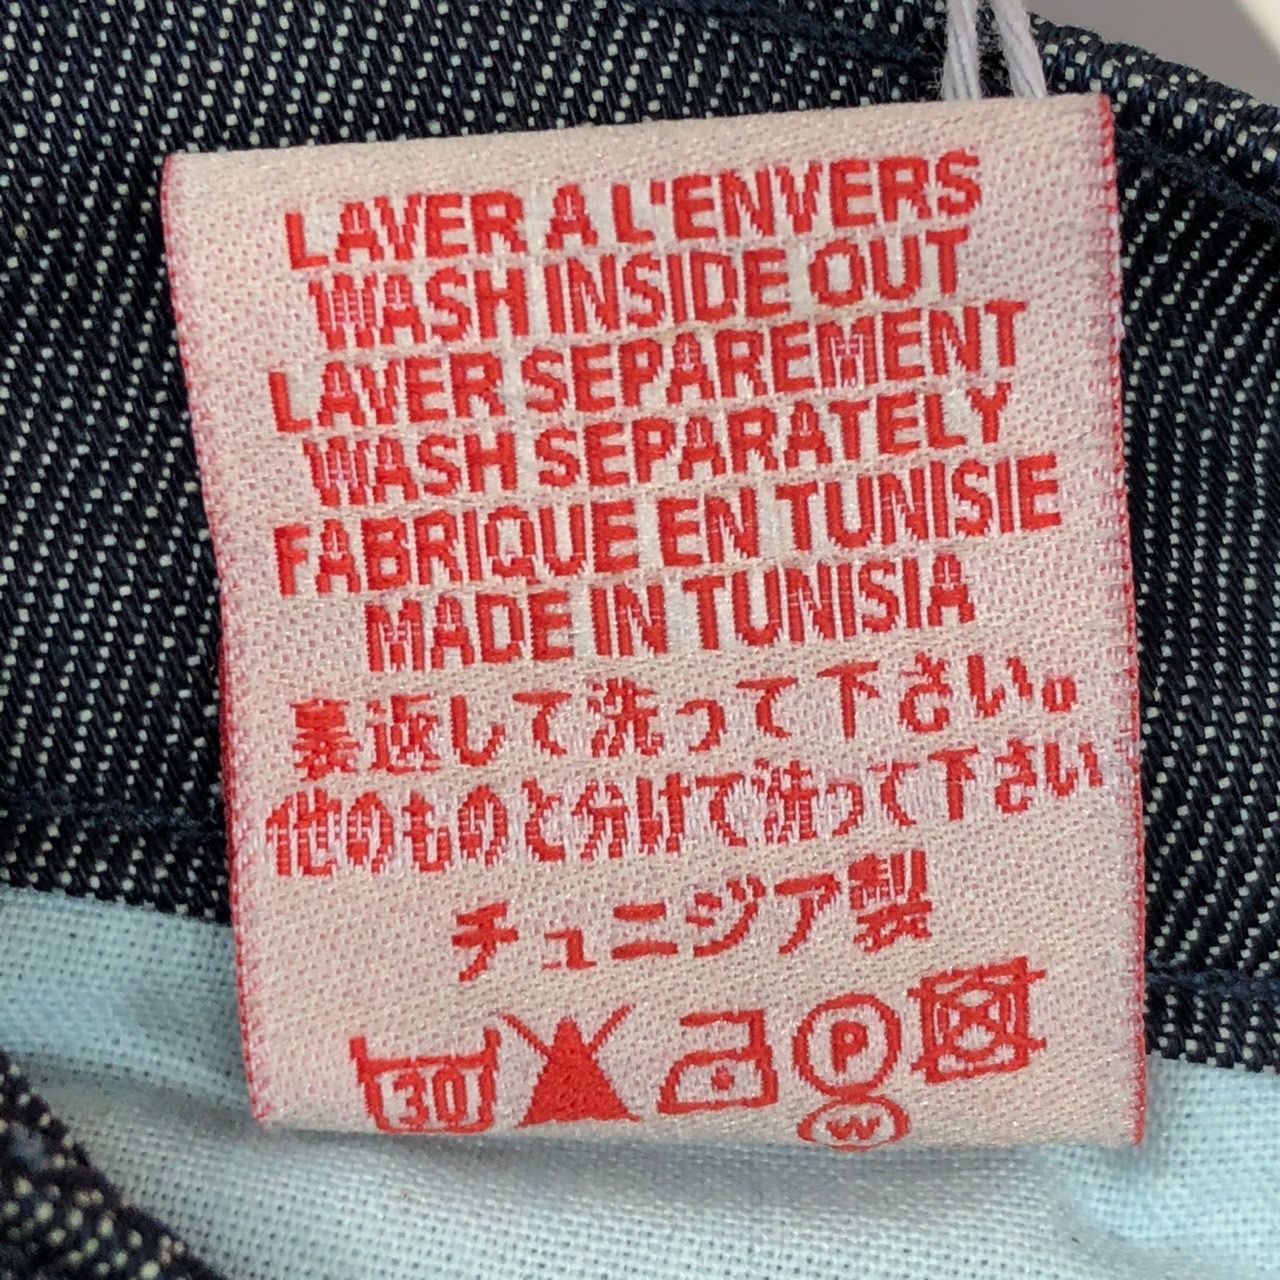 LAVER A L'ENVERS
WASH INSIDE OUT
LAVER SEPAREMENT
WASH SEPARATELY
FABRIQUE EN TUNISIE
MADE IN TUNISIA
裏返して洗って下さい。
他のものと分けて洗って下さい
チュニジア製
30 P
W